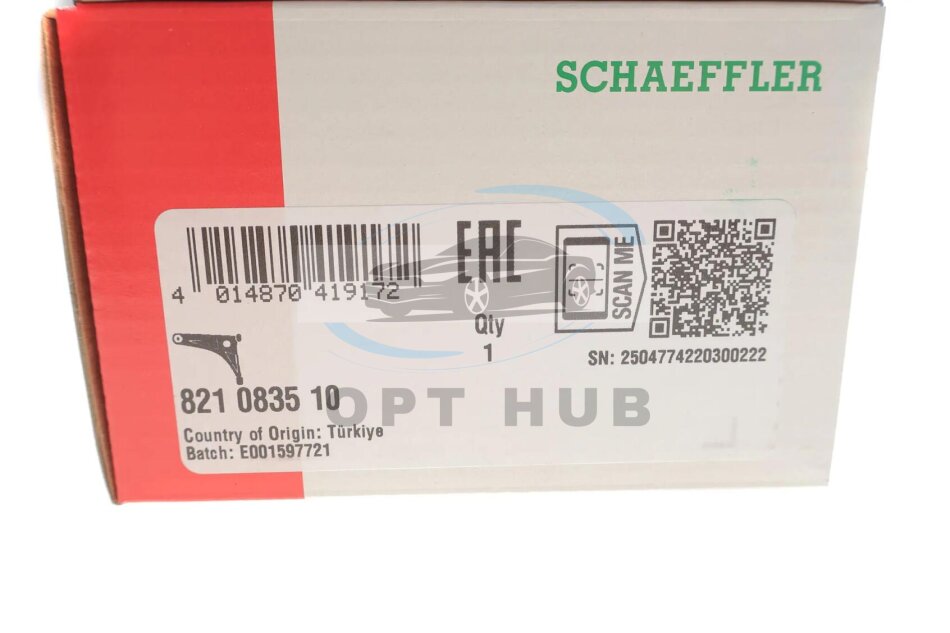 SCHAEFFLER
4 014870 419172
EAC
Qty
1
SCAN ME
SN: 2504774220300222
821 0835 10
OPT HUB
Country of Origin: Türkiye
Batch: E001597721